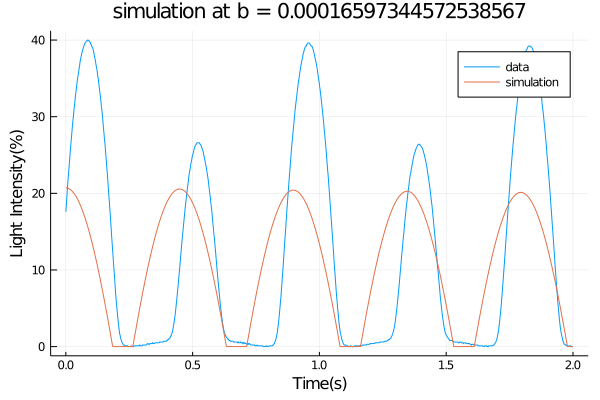 simulation at b = 0.00016597344572538567
Light Intensity(%)
40
30
20
10
0
data
simulation
0.0 0.5 1.0 1.5 2.0
Time(s)